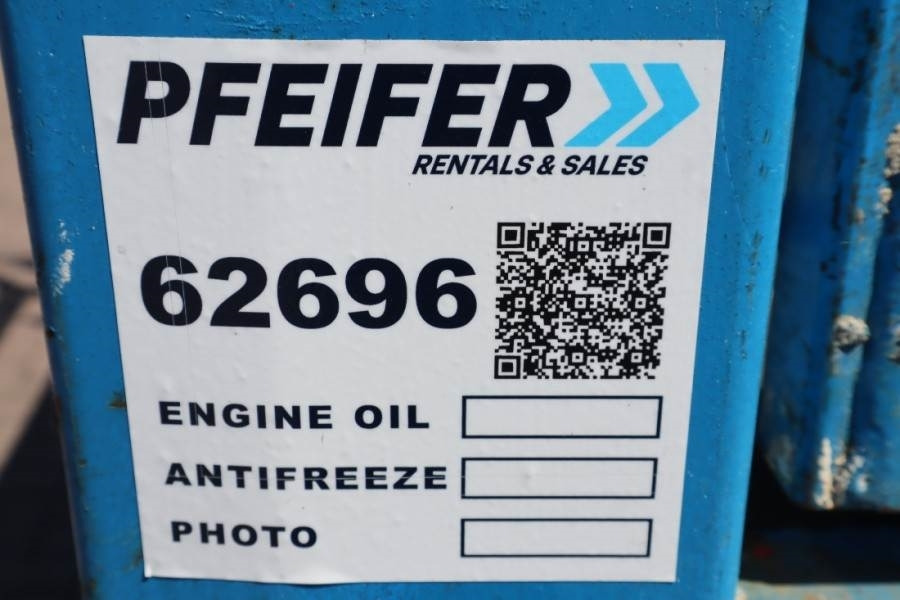 PFEIFER
RENTALS & SALES
62696
ENGINE OIL
ANTIFREEZE
PHOTO